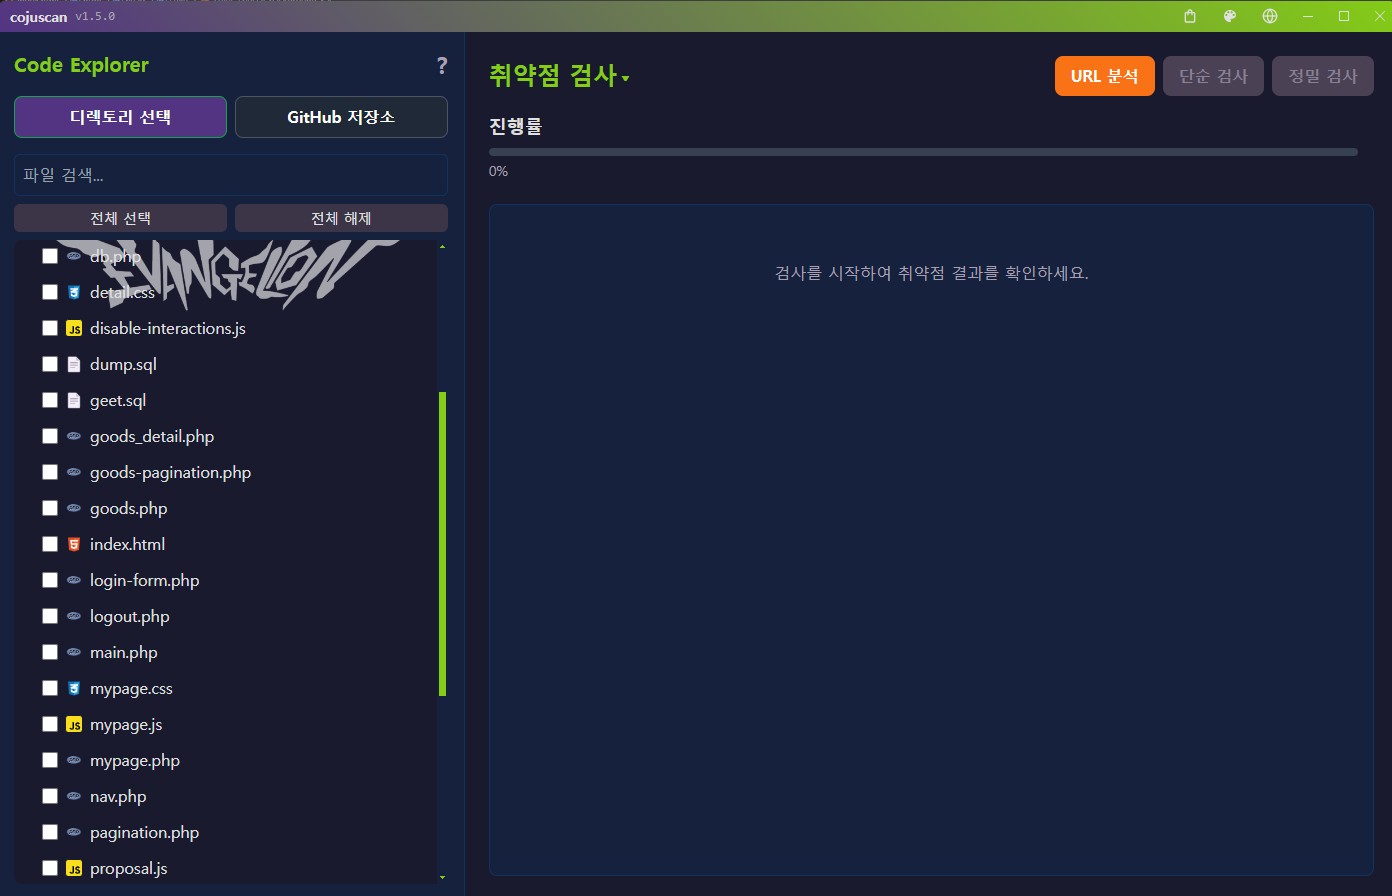 cojuscan v1.5.0
Code Explorer ?
디렉토리 선택 GitHub 저장소
파일 검색...
전체 선택 전체 해제
EVANGELION
db.php
detail.css
disable-interactions.js
dump.sql
geet.sql
goods_detail.php
goods-pagination.php
goods.php
index.html
login-form.php
logout.php
main.php
mypage.css
mypage.js
mypage.php
nav.php
pagination.php
proposal.js
취약점 검사
URL 분석 단순 검사 정밀 검사
진행률
0%
검사를 시작하여 취약점 결과를 확인하세요.